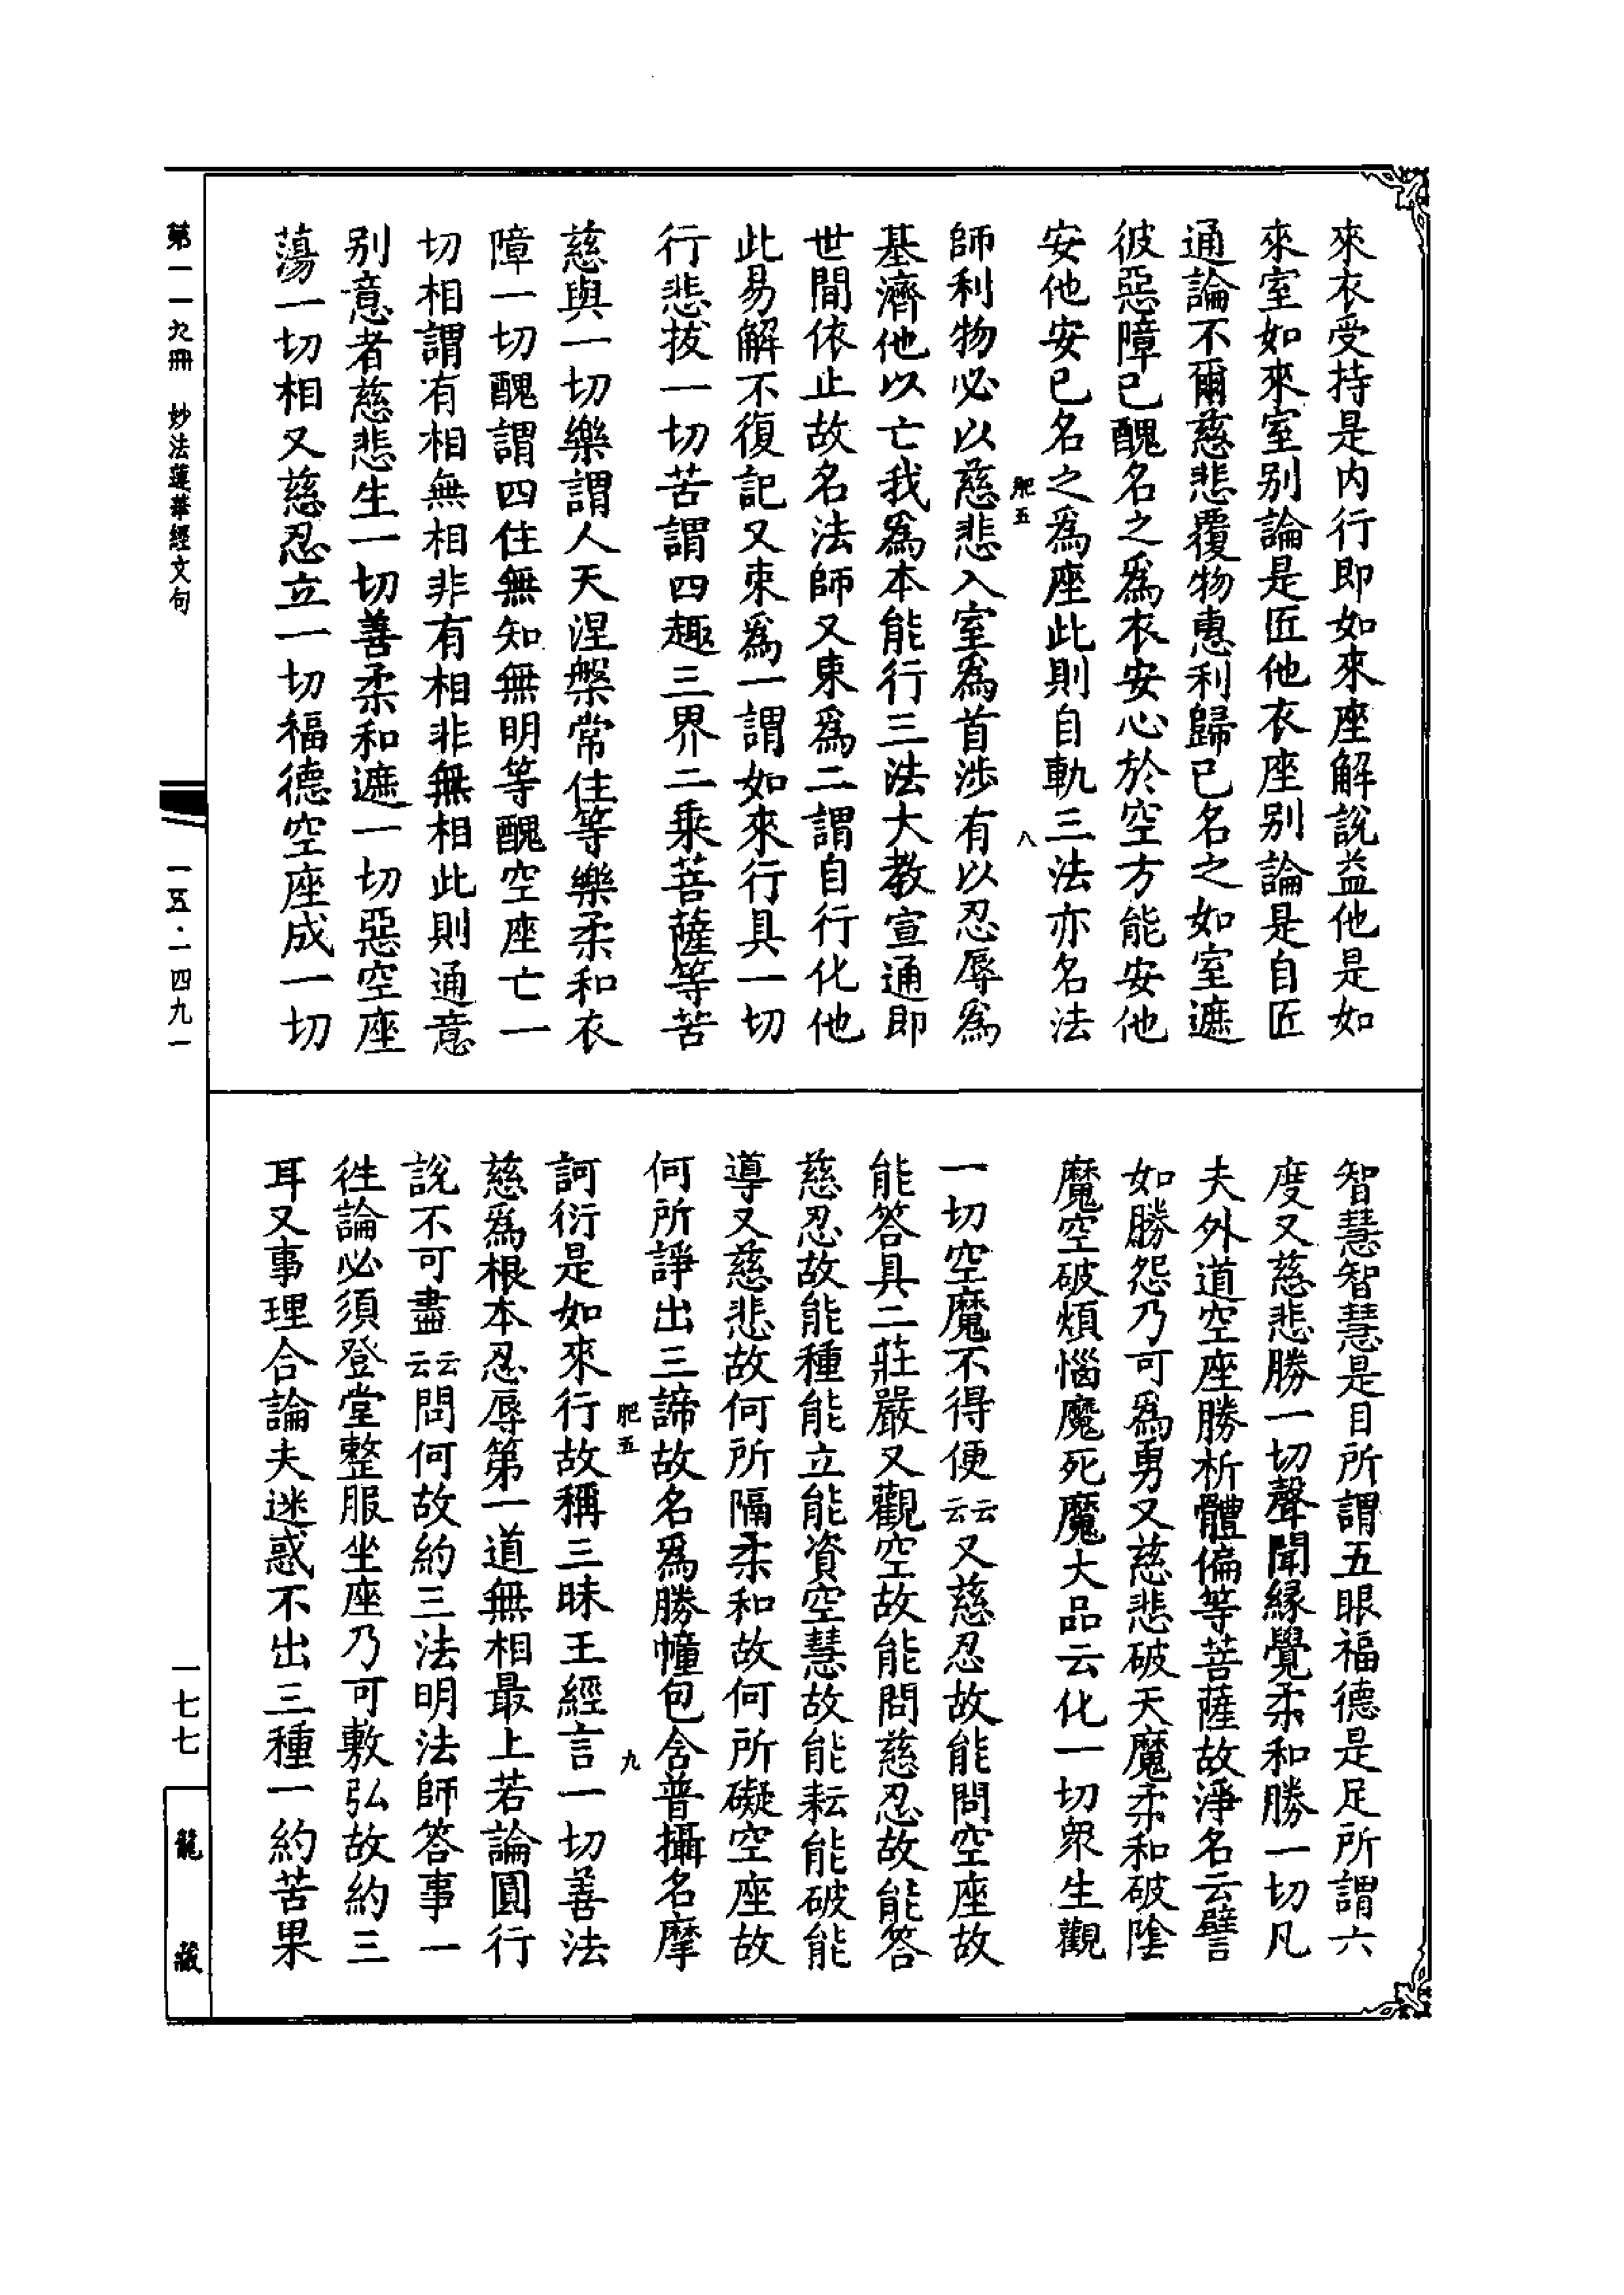 來衣受持是内行即如來座解說益他是如
來室如來室别論是匠他衣座别論是自匠
通論不爾慈悲覆物惠利歸已名之如室遮
彼惡障已醜名之爲衣安心於空方能安他
安他安已名之爲座此則自軌三法亦名法
肥五
八
師利物必以慈悲入室爲首涉有以忍辱爲
基濟他以亡我爲本能行三法大教宣通即
世間依止故名法師又束爲二謂自行化他
此易解不復記又束爲一謂如來行具一切
行悲拔一切苦謂四趣三界二乗菩薩等苦
慈與一切樂謂人天涅槃常住等樂柔和衣
障一切醜謂四住無知無明等醜空座亡一
切相謂有相無相非有相非無相此則通意
别意者慈悲生一切善柔和遮一切惡空座
蕩一切相又慈忍立一切福德空座成一切
智慧智慧是目所謂五眼福德是足所謂六
度又慈悲勝一切聲聞緣覺柔和勝一切凡
夫外道空座勝析體偏等菩薩故淨名云譬
如勝怨乃可爲勇又慈悲破天魔柔和破陰
魔空破煩惱魔死魔大品云化一切衆生觀
一切空魔不得便云云又慈忍故能問空座故
能答具二莊嚴又觀空故能問慈忍故能答
慈忍故能種能立能資空慧故能耘能破能
導又慈悲故何所隔柔和故何所礙空座故
何所諍出三諦故名爲勝幢包含普攝名摩
肥五
九
訶衍是如來行故稱三昧王經言一切善法
慈爲根本忍辱第一道無相最上若論圓行
說不可盡云云問何故約三法明法師答事一
徃論必須登堂整服坐座乃可敷弘故約三
耳又事理合論夫迷惑不出三種一約苦果
第一一九冊　妙法蓮華經文句
一五·一四九一
一七七
龍藏